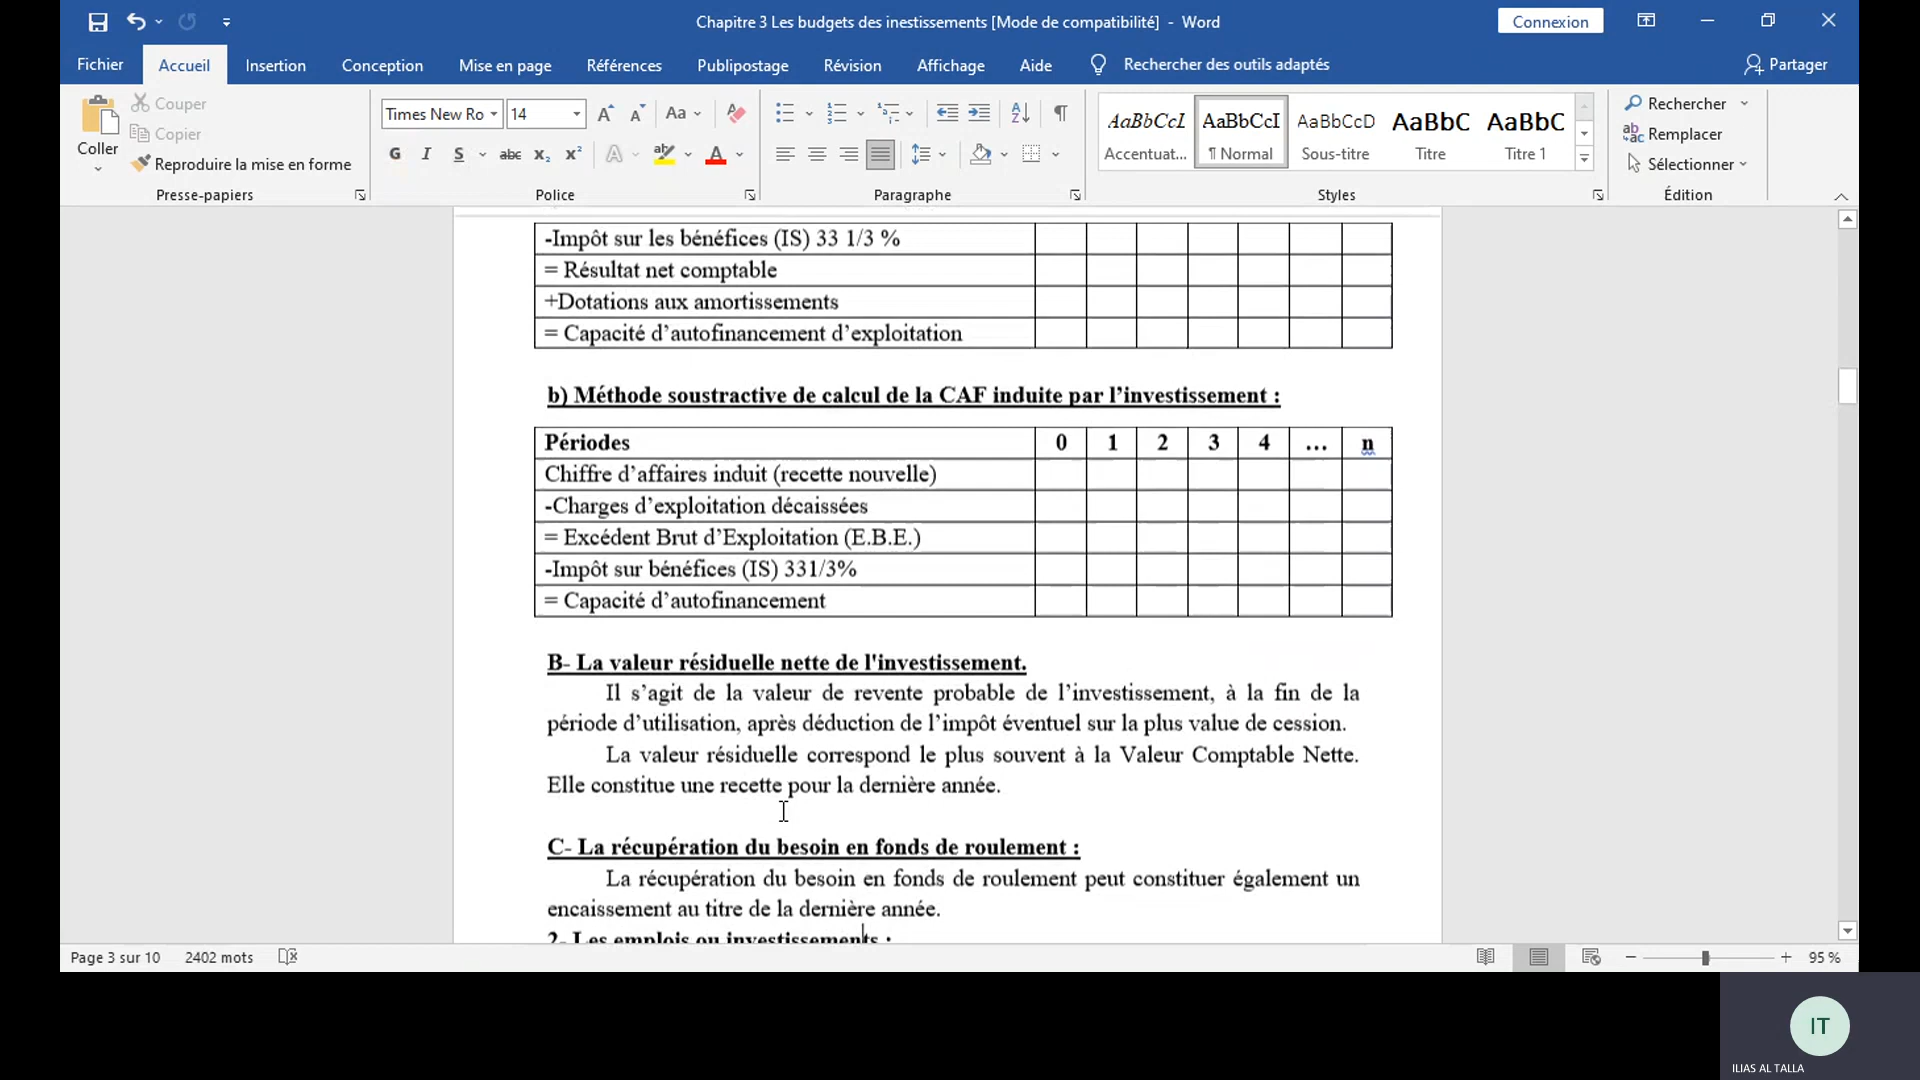 Chapitre 3 Les budgets des inestissements [Mode de compatibilité] - Word
Connexion
Fichier Accueil Insertion Conception Mise en page Références Publipostage Révision Affichage Aide Rechercher des outils adaptés Partager
Coller
Couper
Copier
Reproduire la mise en forme
Presse-papiers
Times New Ro 14
G I S abc x₂ x² A A
Police
Paragraphe
AaBbCcI AaBbCcI AaBbCcD AaBbC AaBbC
Accentuat... ¶ Normal Sous-titre Titre Titre 1
Styles
Rechercher
Remplacer
Sélectionner
Édition
-Impôt sur les bénéfices (IS) 33 1/3 %
= Résultat net comptable
+Dotations aux amortissements
= Capacité d’autofinancement d’exploitation
b) Méthode soustractive de calcul de la CAF induite par l’investissement :
Périodes 0 1 2 3 4 … n
Chiffre d’affaires induit (recette nouvelle)
-Charges d’exploitation décaissées
= Excédent Brut d’Exploitation (E.B.E.)
-Impôt sur bénéfices (IS) 331/3%
= Capacité d’autofinancement
B- La valeur résiduelle nette de l'investissement.
Il s’agit de la valeur de revente probable de l’investissement, à la fin de la
période d’utilisation, après déduction de l’impôt éventuel sur la plus value de cession.
La valeur résiduelle correspond le plus souvent à la Valeur Comptable Nette.
Elle constitue une recette pour la dernière année.
C- La récupération du besoin en fonds de roulement :
La récupération du besoin en fonds de roulement peut constituer également un
encaissement au titre de la dernière année.
2- Les emplois ou investissements :
Page 3 sur 10 2402 mots 95 %
IT
ILIAS AL TALLA